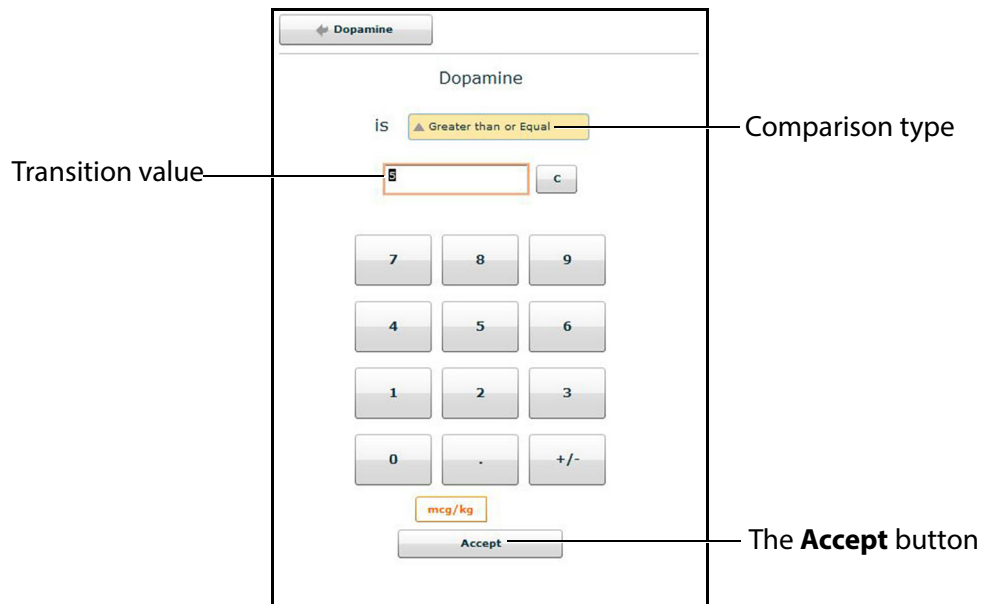 Dopamine
Dopamine
is Greater than or Equal
Comparison type
Transition value
5
C
7 8 9
4 5 6
1 2 3
0 . +/-
mcg/kg
Accept
The Accept button